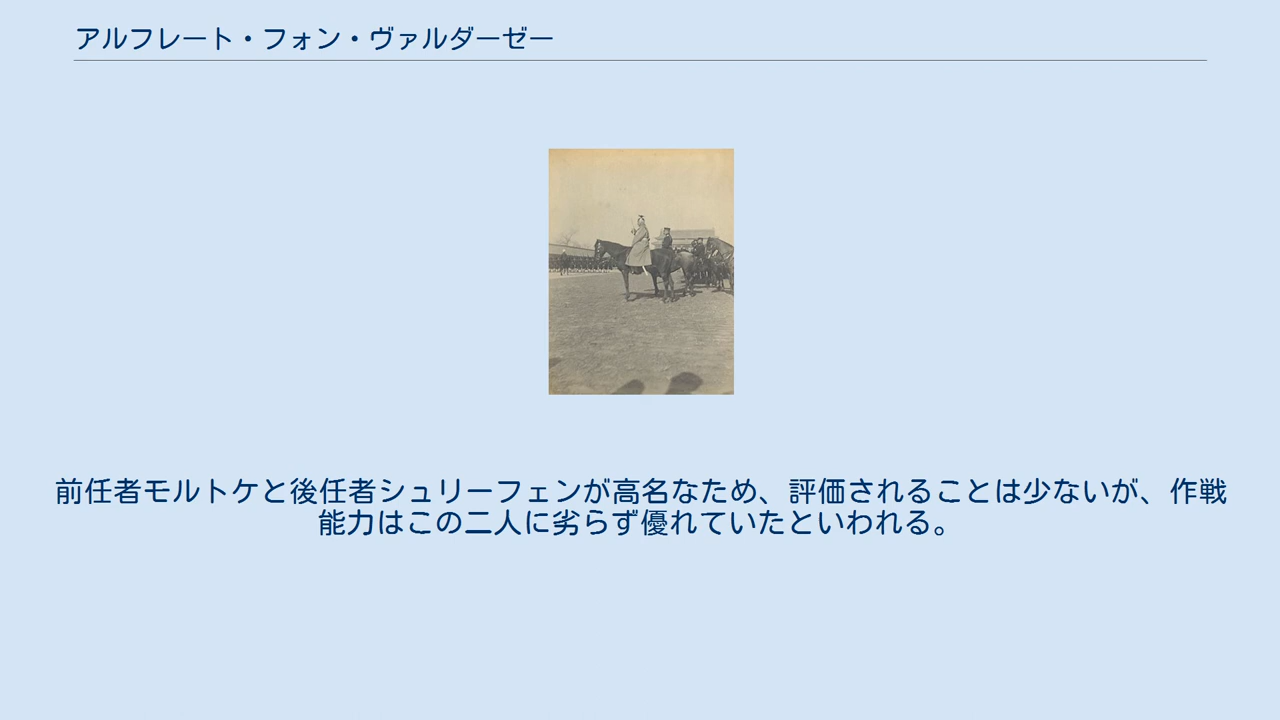 アルフレート・フォン・ヴァルダーゼー
前任者モルトケと後任者シュリーフェンが高名なため、評価されることは少ないが、作戦
能力はこの二人に劣らず優れていたといわれる。